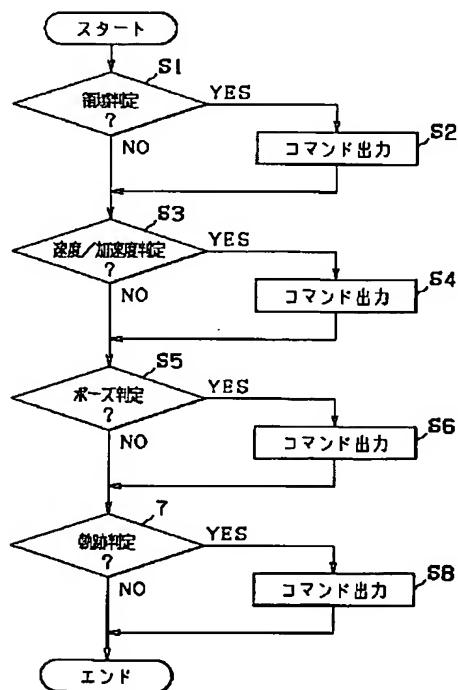 スタート
S1
領域判定
?
YES
NO
コマンド出力
S2
S3
速度/加速度判定
?
YES
NO
コマンド出力
S4
S5
ポーズ判定
?
YES
NO
コマンド出力
S6
7
軌跡判定
?
YES
NO
コマンド出力
S8
エンド